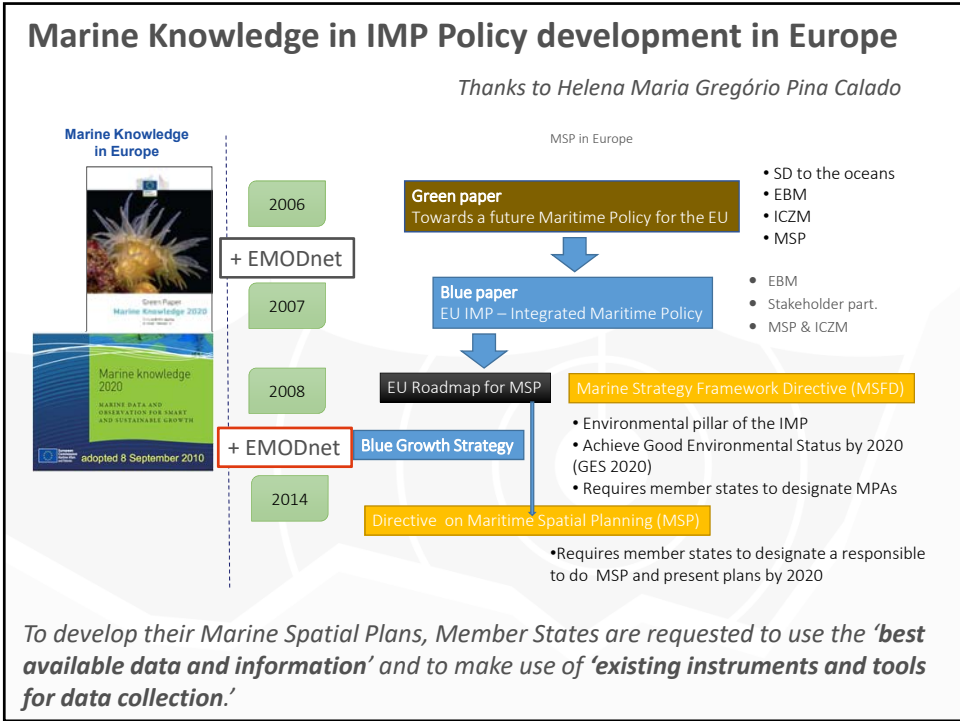 Marine Knowledge in IMP Policy development in Europe
Thanks to Helena Maria Gregório Pina Calado
Marine Knowledge
in Europe
Green Paper
Marine Knowledge 2020
Marine knowledge
2020
MARINE DATA AND
OBSERVATION FOR SMART
AND SUSTAINABLE GROWTH
adopted 8 September 2010
MSP in Europe
2006
Green paper
Towards a future Maritime Policy for the EU
• SD to the oceans
• EBM
• ICZM
• MSP
+ EMODnet
2007
Blue paper
EU IMP – Integrated Maritime Policy
• EBM
• Stakeholder part.
• MSP & ICZM
2008
EU Roadmap for MSP
Marine Strategy Framework Directive (MSFD)
• Environmental pillar of the IMP
• Achieve Good Environmental Status by 2020
(GES 2020)
• Requires member states to designate MPAs
+ EMODnet
Blue Growth Strategy
2014
Directive on Maritime Spatial Planning (MSP)
•Requires member states to designate a responsible
to do MSP and present plans by 2020
To develop their Marine Spatial Plans, Member States are requested to use the ‘best
available data and information’ and to make use of ‘existing instruments and tools
for data collection.’